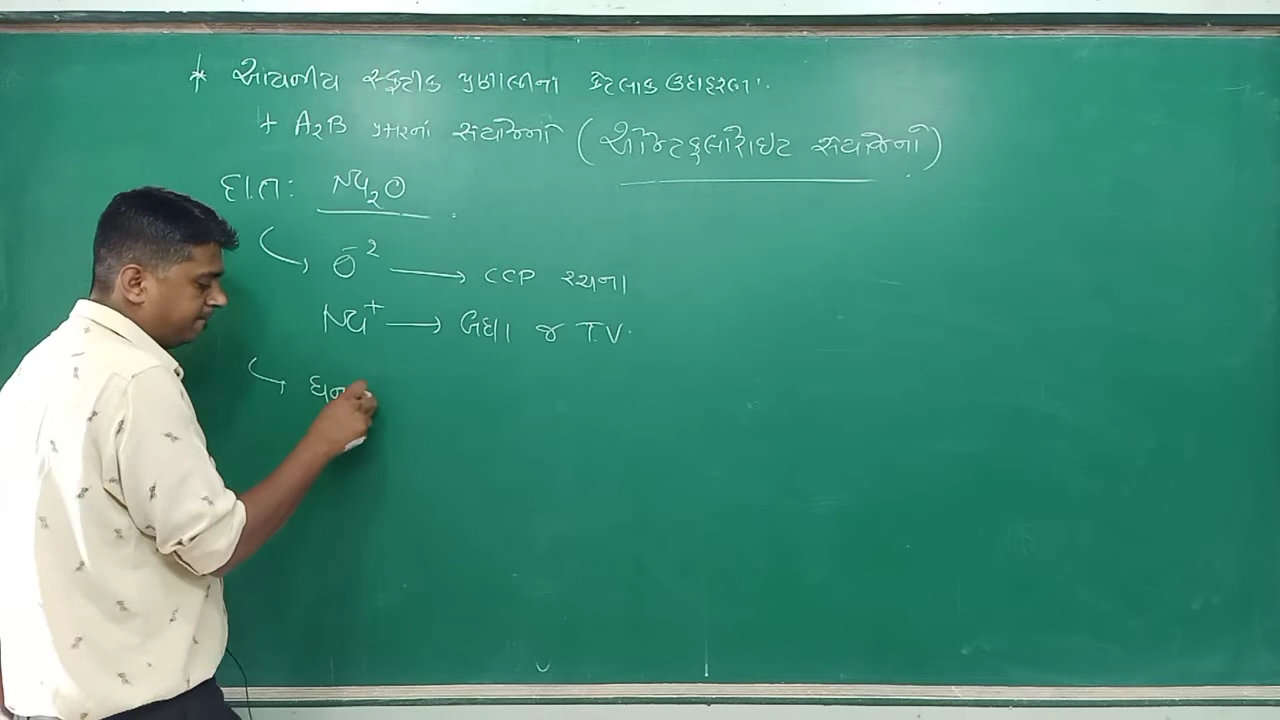 * આયનીય સ્ફટીક પ્રણાલીના કેટલાક ઉદાહરણ:
+ A₂B પ્રકારનાં સંયોજનો (એન્ટિફ્લોરાઇટ સંયોજનો)
દા.ત: Na₂O
↳ O⁻² ⟶ CCP રચના
Na⁺ ⟶ બધા જ T.V.
↳ ઘન